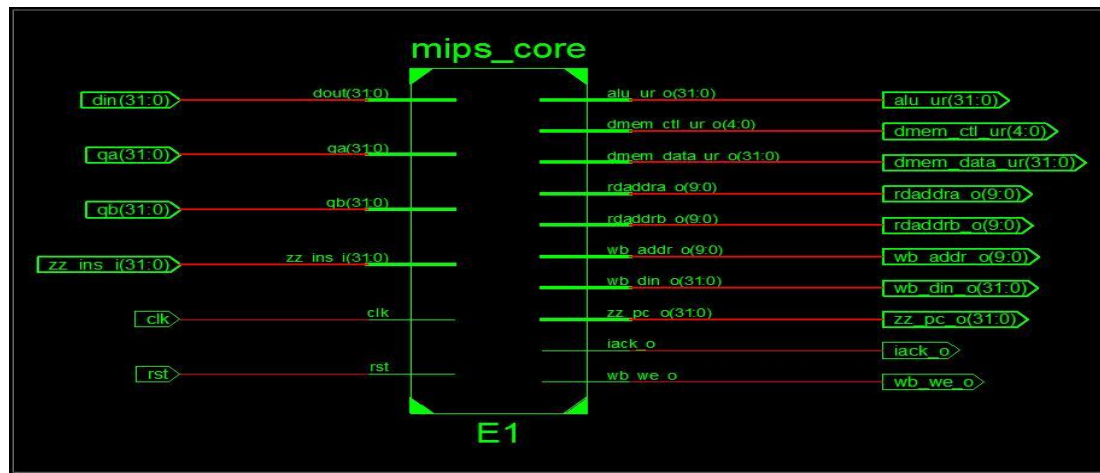 mips_core
din(31:0) dout(31:0) alu_ur_o(31:0) alu_ur(31:0)
dmem_ctl_ur_o(4:0) dmem_ctl_ur(4:0)
qa(31:0) qa(31:0) dmem_data_ur_o(31:0) dmem_data_ur(31:0)
rdaddra_o(9:0) rdaddra_o(9:0)
qb(31:0) qb(31:0) rdaddrb_o(9:0) rdaddrb_o(9:0)
zz_ins_i(31:0) zz_ins_i(31:0) wb_addr_o(9:0) wb_addr_o(9:0)
wb_din_o(31:0) wb_din_o(31:0)
clk clk zz_pc_o(31:0) zz_pc_o(31:0)
iack_o iack_o
rst rst wb_we_o wb_we_o
E1